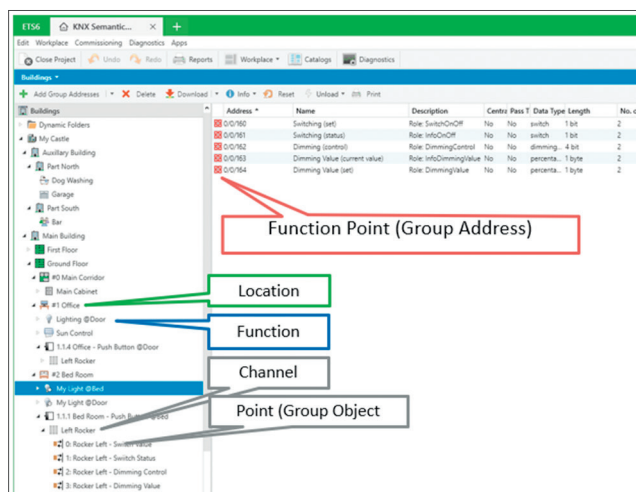 ETS6 KNX Semantic... × +
Edit Workplace Commissioning Diagnostics Apps
Close Project Undo Redo Reports Workplace Catalogs Diagnostics
Buildings
Add Group Addresses Delete Download Info Reset Unload Print
Buildings
Dynamic Folders
My Castle
Auxillary Building
Part North
Dog Washing
Garage
Part South
Bar
Main Building
First Floor
Ground Floor
#0 Main Corridor
Main Cabinet
#1 Office
Lighting @Door
Sun Control
1.1.4 Office - Push Button @Door
Left Rocker
#2 Bed Room
My Light @Bed
My Light @Door
1.1.1 Bed Room - Push Button @Bed
Left Rocker
0: Rocker Left - Switch Value
1: Rocker Left - Swiitch Status
2: Rocker Left - Dimming Control
3: Rocker Left - Dimming Value
Address Name Description Centra Pass T Data Type Length No. o
0/0/160 Switching (set) Role: SwitchOnOff No No switch 1 bit 2
0/0/161 Switching (status) Role: InfoOnOff No No switch 1 bit 2
0/0/162 Dimming (control) Role: DimmingControl No No dimming... 4 bit 2
0/0/163 Dimming Value (current value) Role: InfoDimmingValue No No percenta... 1 byte 2
0/0/164 Dimming Value (set) Role: DimmingValue No No percenta... 1 byte 2
Function Point (Group Address)
Location
Function
Channel
Point (Group Object